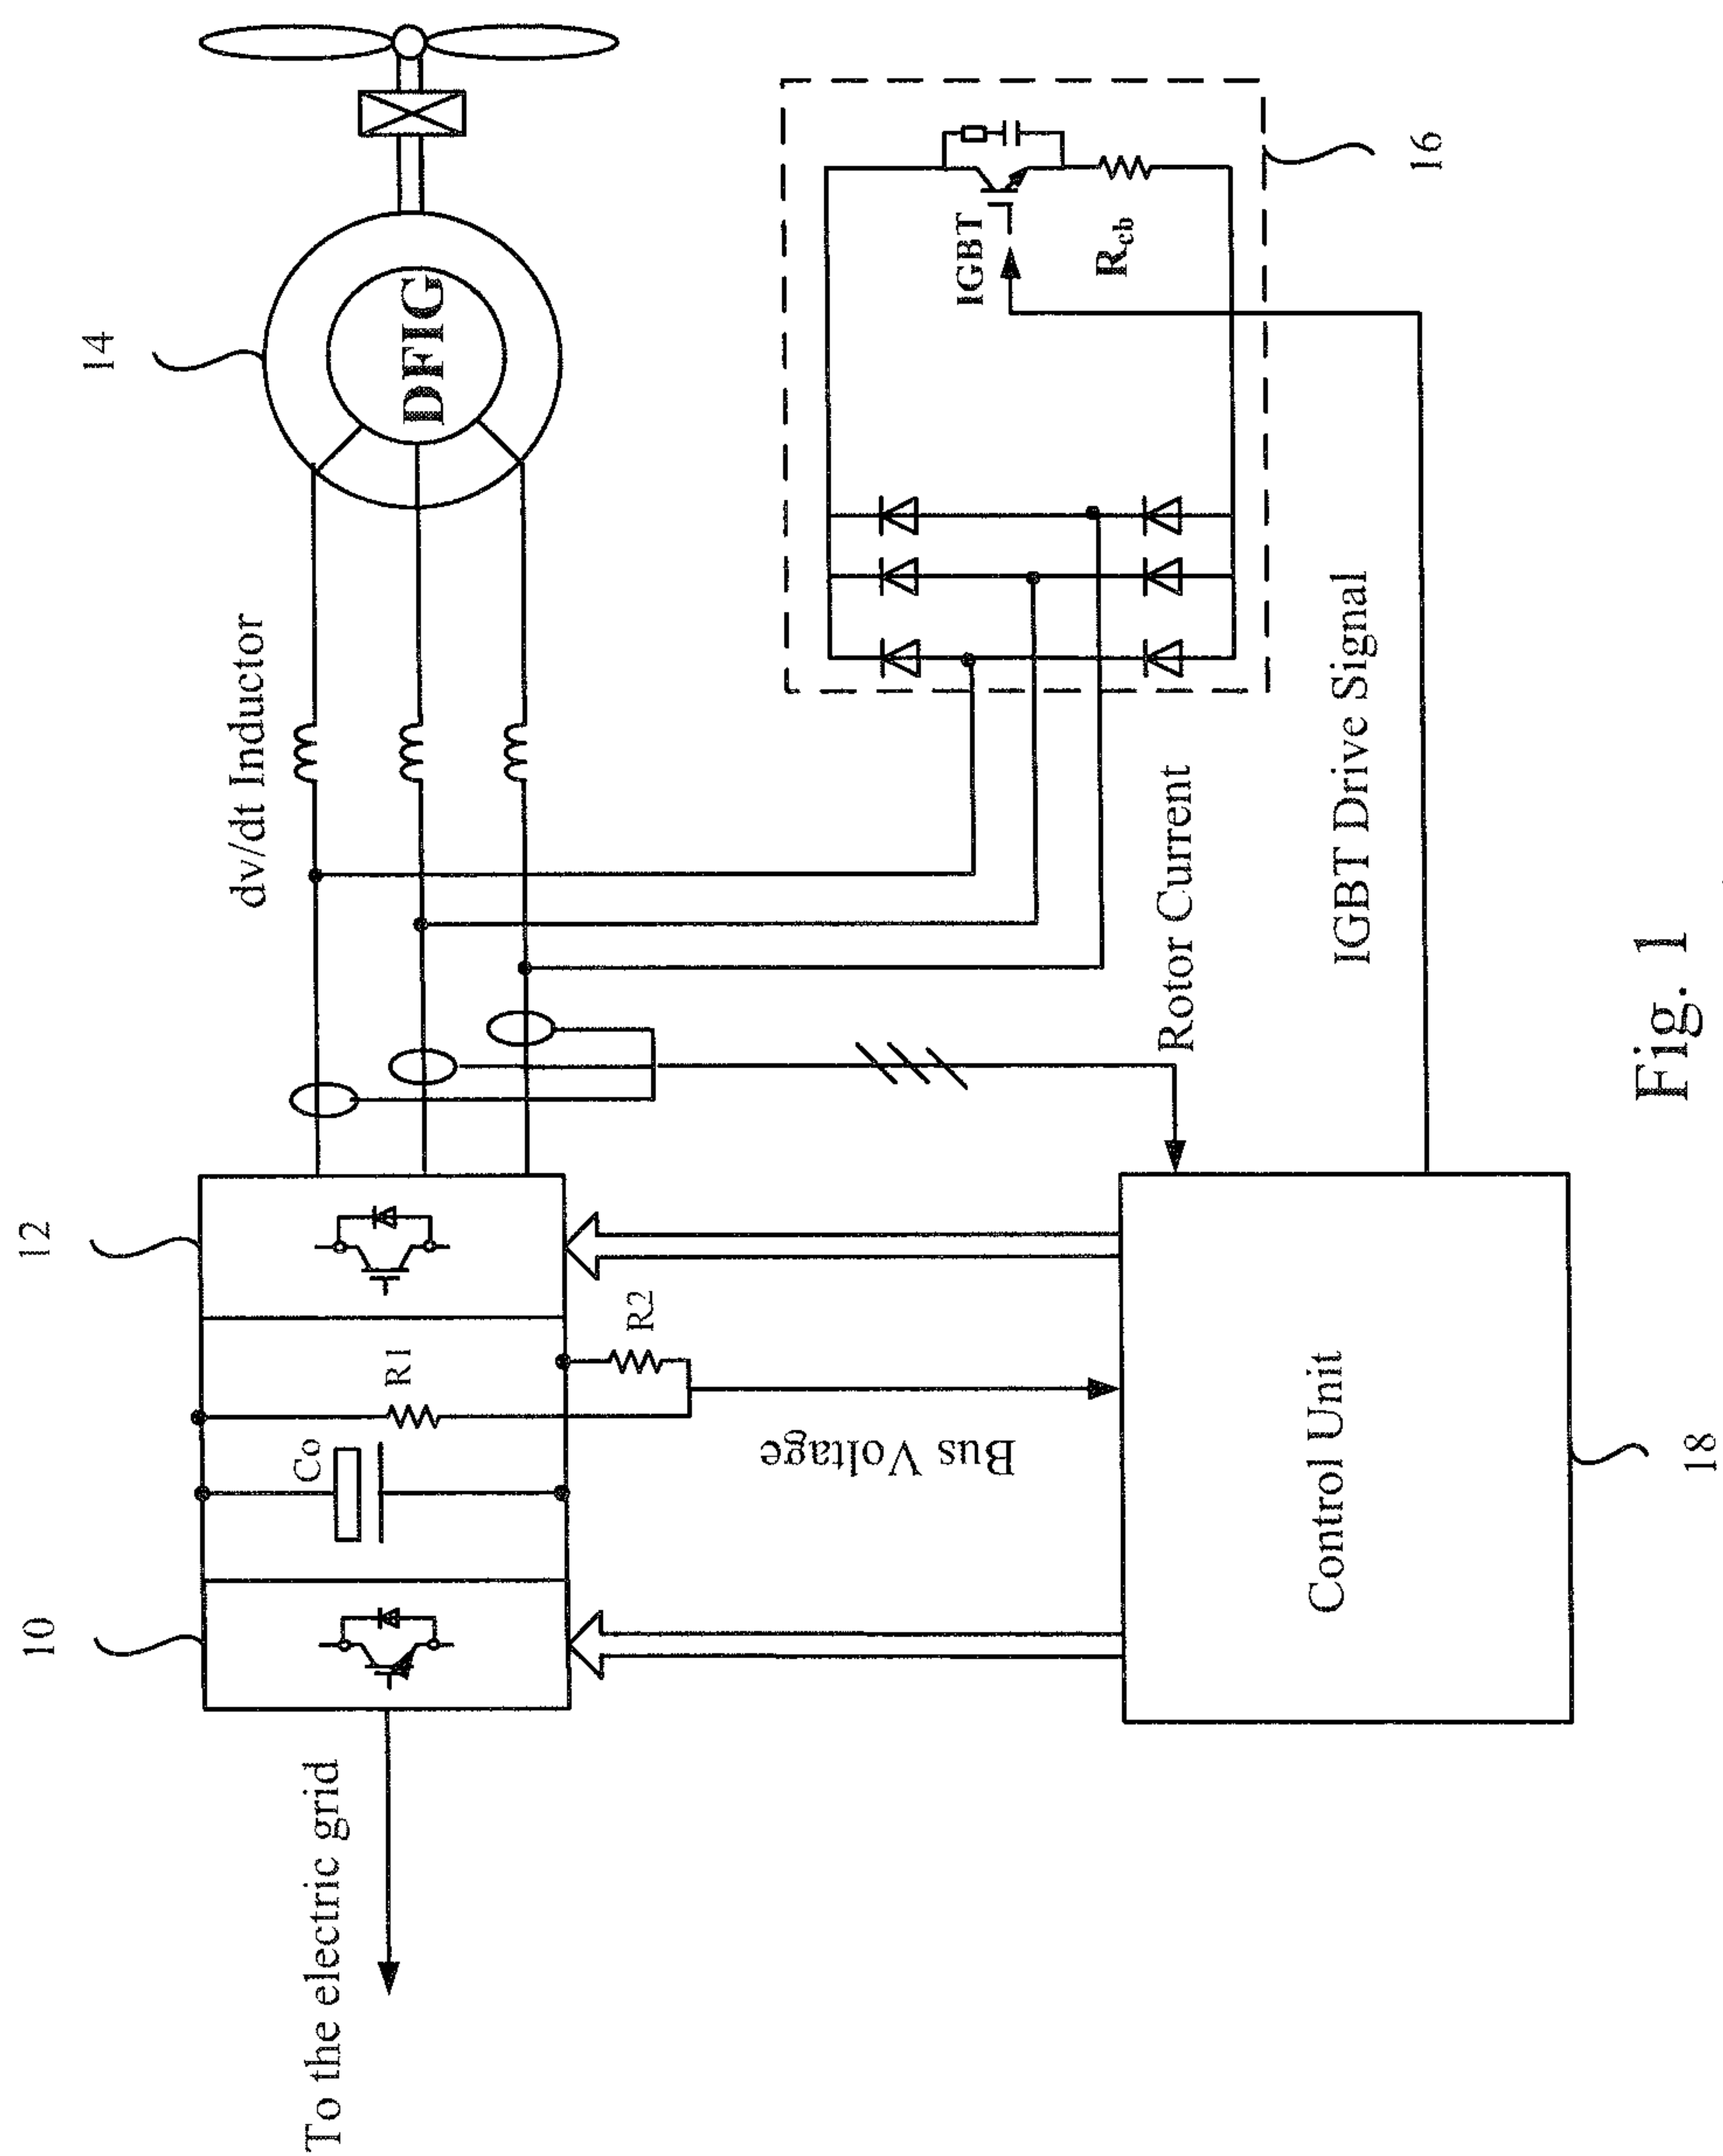 14
DFIG
dv/dt Inductor
12
R1
R2
Co
10
To the electric grid
Bus Voltage
Rotor Current
IGBT
Rcb
16
IGBT Drive Signal
Control Unit
18
Fig. 1